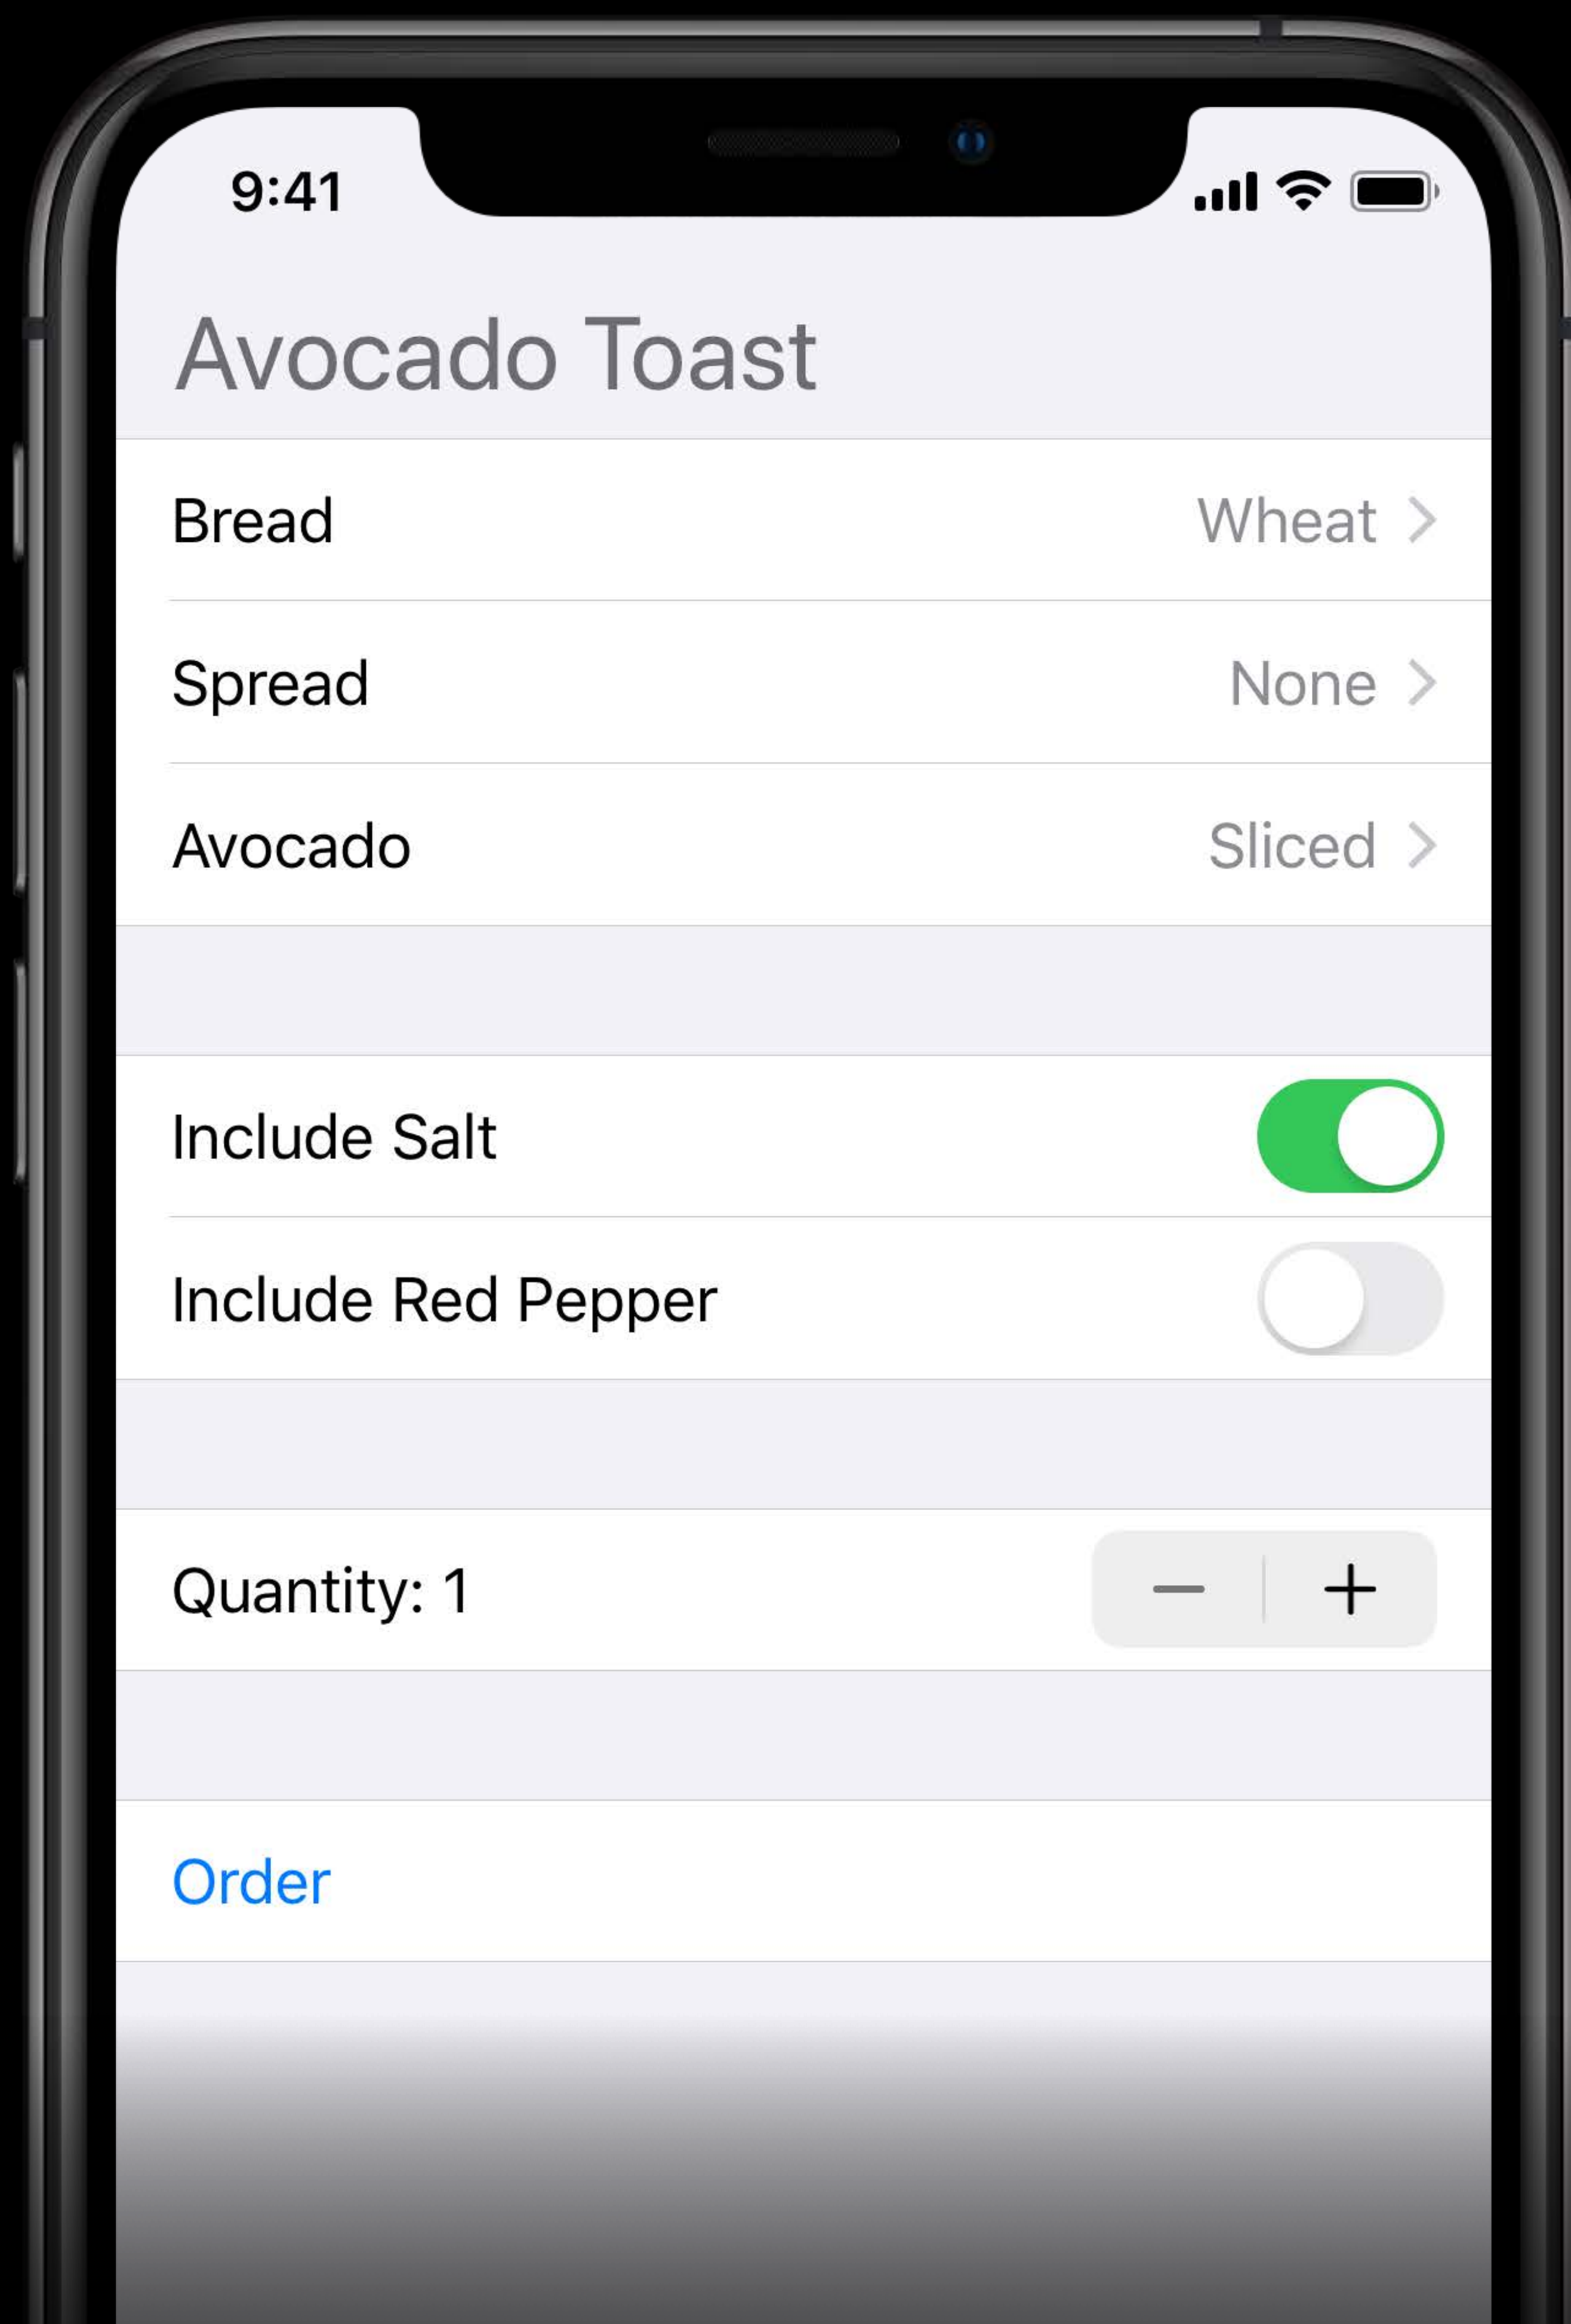 9:41
Avocado Toast
Bread Wheat
Spread None
Avocado Sliced
Include Salt
Include Red Pepper
Quantity: 1
Order